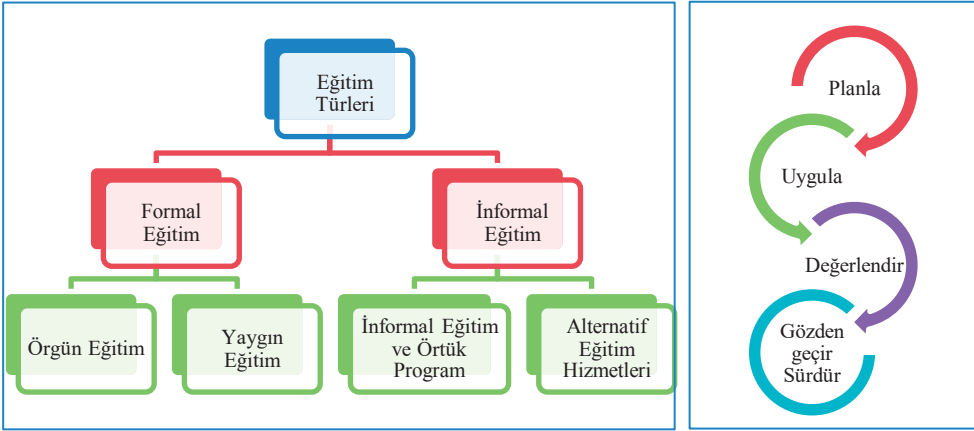 Eğitim
Türleri
Formal
Eğitim
İnformal
Eğitim
Örgün Eğitim
Yaygın
Eğitim
İnformal Eğitim
ve Örtük
Program
Alternatif
Eğitim
Hizmetleri
Planla
Uygula
Değerlendir
Gözden
geçir
Sürdür